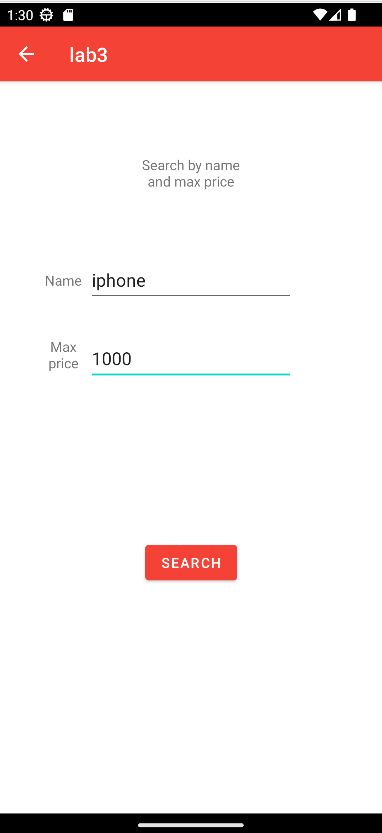 1:30
lab3
Search by name
and max price
Name
iphone
Max
price
1000
SEARCH